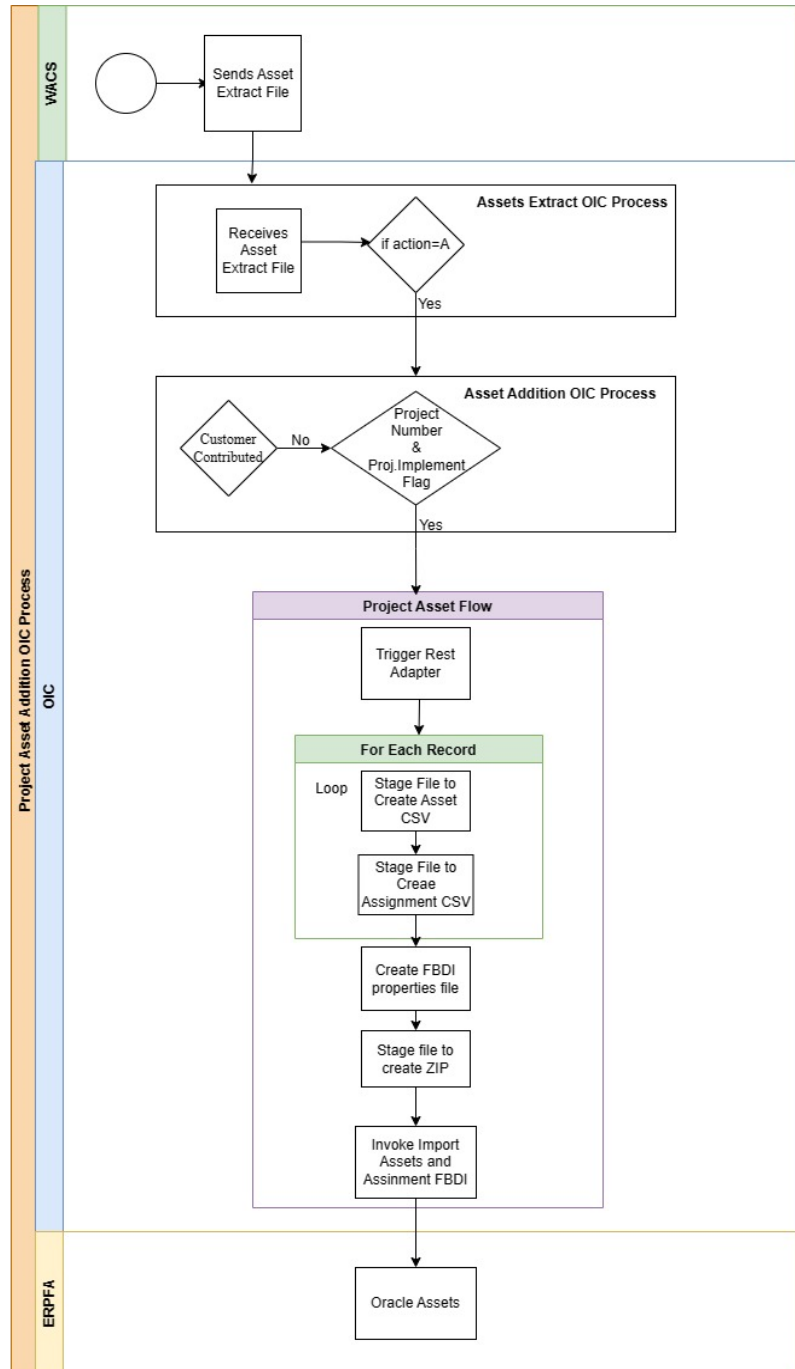 Project Asset Addition OIC Process
WACS
Sends Asset
Extract File
OIC
Assets Extract OIC Process
Receives
Asset
Extract File
if action=A
Yes
Asset Addition OIC Process
Customer
Contributed
No
Project
Number
&
Proj.Implement
Flag
Yes
Project Asset Flow
Trigger Rest
Adapter
For Each Record
Loop
Stage File to
Create Asset
CSV
Stage File to
Creae
Assignment CSV
Create FBDI
properties file
Stage file to
create ZIP
Invoke Import
Assets and
Assinment FBDI
ERPFA
Oracle Assets